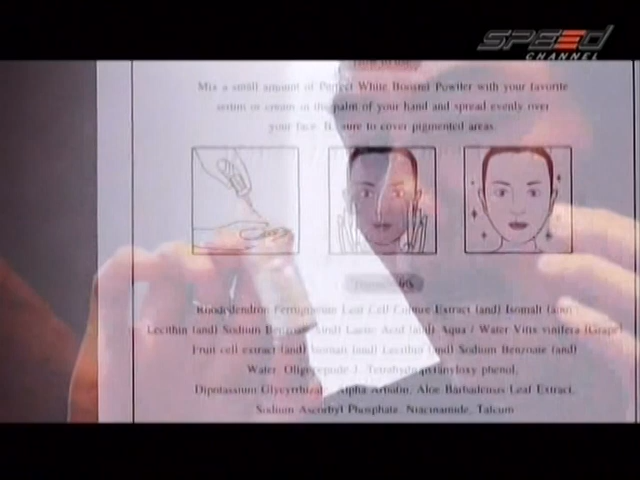 SPEED
CHANNEL
How to use
Mix a small amount of Perfect White Booster Powder with your favorite
serum or cream in the palm of your hand and spread evenly over
your face. Be sure to cover pigmented areas.
Rhododendron Ferrugineum Leaf Cell Culture Extract (and) Isomalt (and)
Lecithin (and) Sodium Benzoate (and) Lactic Acid (and) Aqua / Water Vitis vinifera [Grape]
Fruit cell extract (and) Isomalt (and) Lecithin (and) Sodium Benzoate (and)
Water. Oligopeptide
Dipotassium Glycyrrhizate, Alpha Arbutin, Aloe Barbadensis Leaf Extract,
Sodium Ascorbyl Phosphate, Niacinamide, Talcum